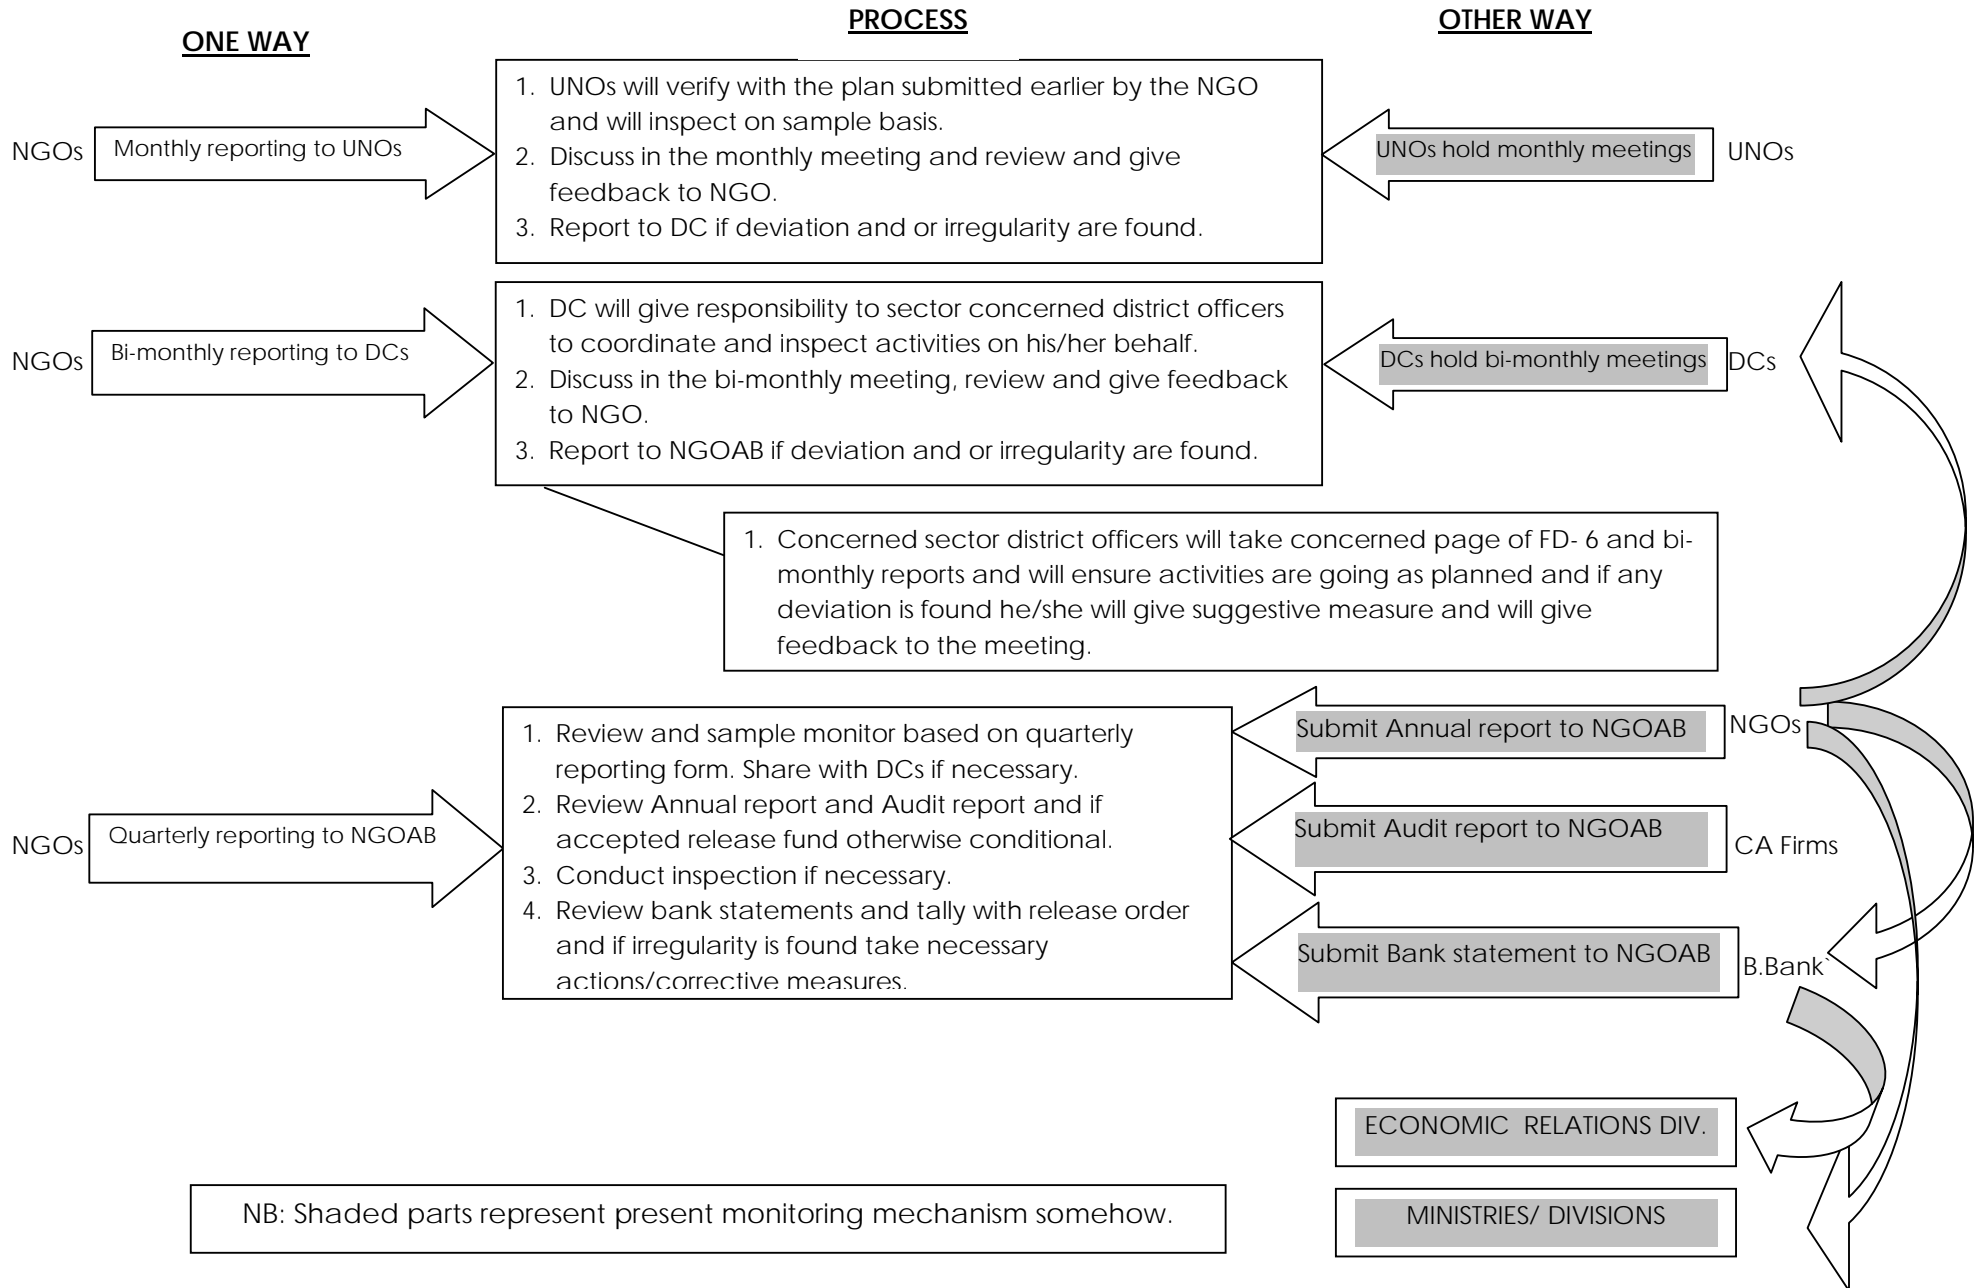 PROCESS
OTHER WAY
ONE WAY
NGOs
Monthly reporting to UNOs
1. UNOs will verify with the plan submitted earlier by the NGO
and will inspect on sample basis.
2. Discuss in the monthly meeting and review and give
feedback to NGO.
3. Report to DC if deviation and or irregularity are found.
UNOs hold monthly meetings
UNOs
NGOs
Bi-monthly reporting to DCs
1. DC will give responsibility to sector concerned district officers
to coordinate and inspect activities on his/her behalf.
2. Discuss in the bi-monthly meeting, review and give feedback
to NGO.
3. Report to NGOAB if deviation and or irregularity are found.
DCs hold bi-monthly meetings
DCs
1. Concerned sector district officers will take concerned page of FD- 6 and bi-
monthly reports and will ensure activities are going as planned and if any
deviation is found he/she will give suggestive measure and will give
feedback to the meeting.
NGOs
Quarterly reporting to NGOAB
1. Review and sample monitor based on quarterly
reporting form. Share with DCs if necessary.
2. Review Annual report and Audit report and if
accepted release fund otherwise conditional.
3. Conduct inspection if necessary.
4. Review bank statements and tally with release order
and if irregularity is found take necessary
actions/corrective measures.
Submit Annual report to NGOAB
NGOs
Submit Audit report to NGOAB
CA Firms
Submit Bank statement to NGOAB
B.Bank`
ECONOMIC RELATIONS DIV.
MINISTRIES/ DIVISIONS
NB: Shaded parts represent present monitoring mechanism somehow.